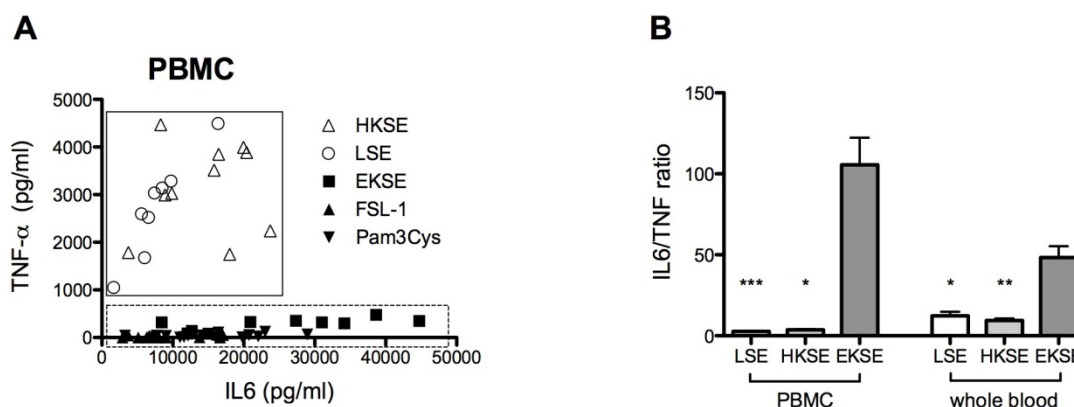 A
PBMC
TNF-α (pg/ml)
5000
4000
3000
2000
1000
0
0 10000 20000 30000 40000 50000
IL6 (pg/ml)
HKSE
LSE
EKSE
FSL-1
Pam3Cys
B
IL6/TNF ratio
150
100
50
0
*** * * **
LSE HKSE EKSE LSE HKSE EKSE
PBMC whole blood